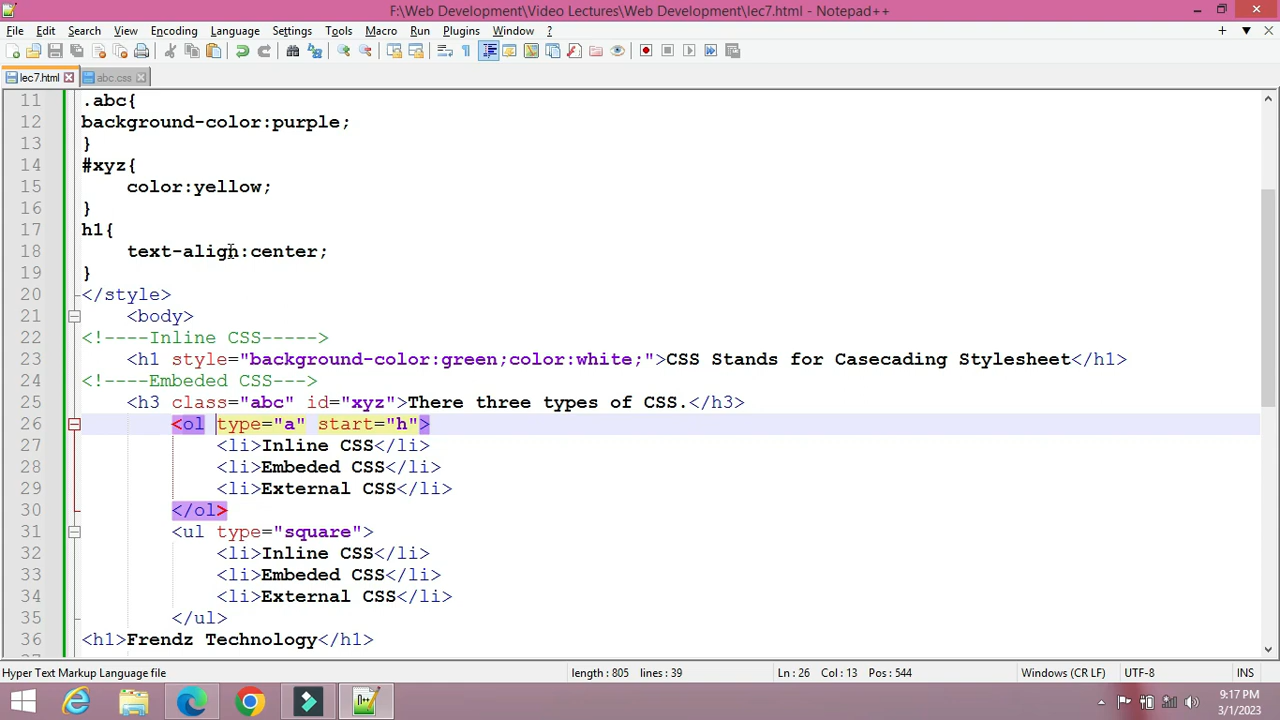 F:\Web Development\Video Lectures\Web Development\lec7.html - Notepad++
File Edit Search View Encoding Language Settings Tools Macro Run Plugins Window ?
lec7.html abc.css
11 .abc{
12 background-color:purple;
13 }
14 #xyz{
15 color:yellow;
16 }
17 h1{
18 text-align:center;
19 }
20 </style>
21 <body>
22 <!----Inline CSS----->
23 <h1 style="background-color:green;color:white;">CSS Stands for Casecading Stylesheet</h1>
24 <!----Embeded CSS--->
25 <h3 class="abc" id="xyz">There three types of CSS.</h3>
26 <ol type="a" start="h">
27 <li>Inline CSS</li>
28 <li>Embeded CSS</li>
29 <li>External CSS</li>
30 </ol>
31 <ul type="square">
32 <li>Inline CSS</li>
33 <li>Embeded CSS</li>
34 <li>External CSS</li>
35 </ul>
36 <h1>Frendz Technology</h1>
Hyper Text Markup Language file length : 805 lines : 39 Ln : 26 Col : 13 Pos : 544 Windows (CR LF) UTF-8 INS
9:17 PM
3/1/2023